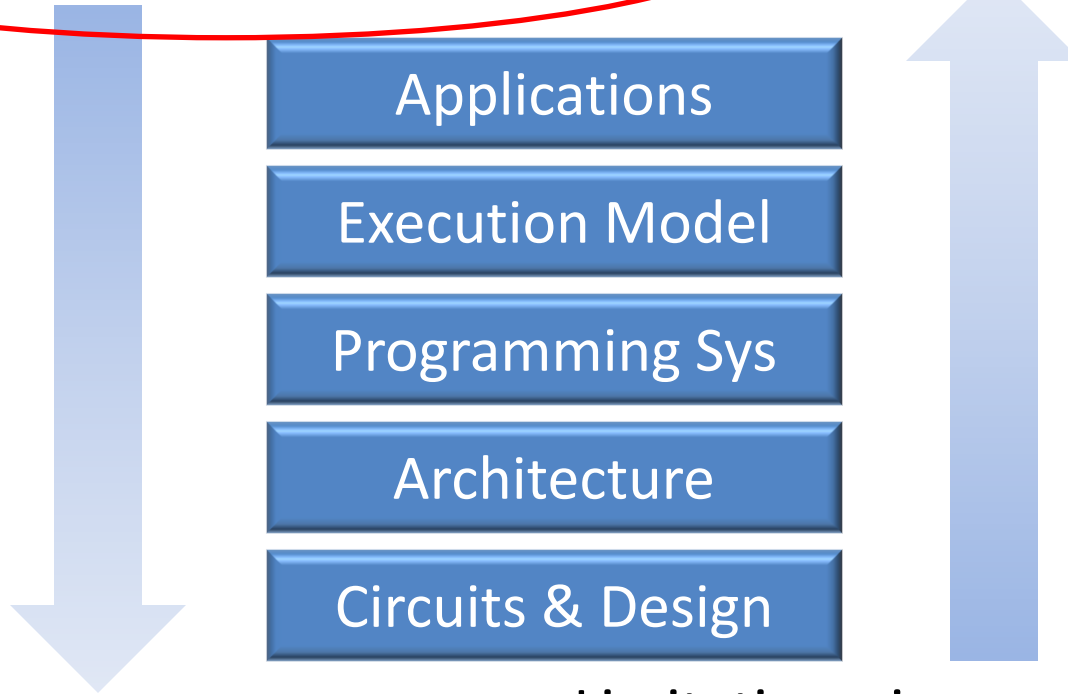 Applications
Execution Model
Programming Sys
Architecture
Circuits & Design